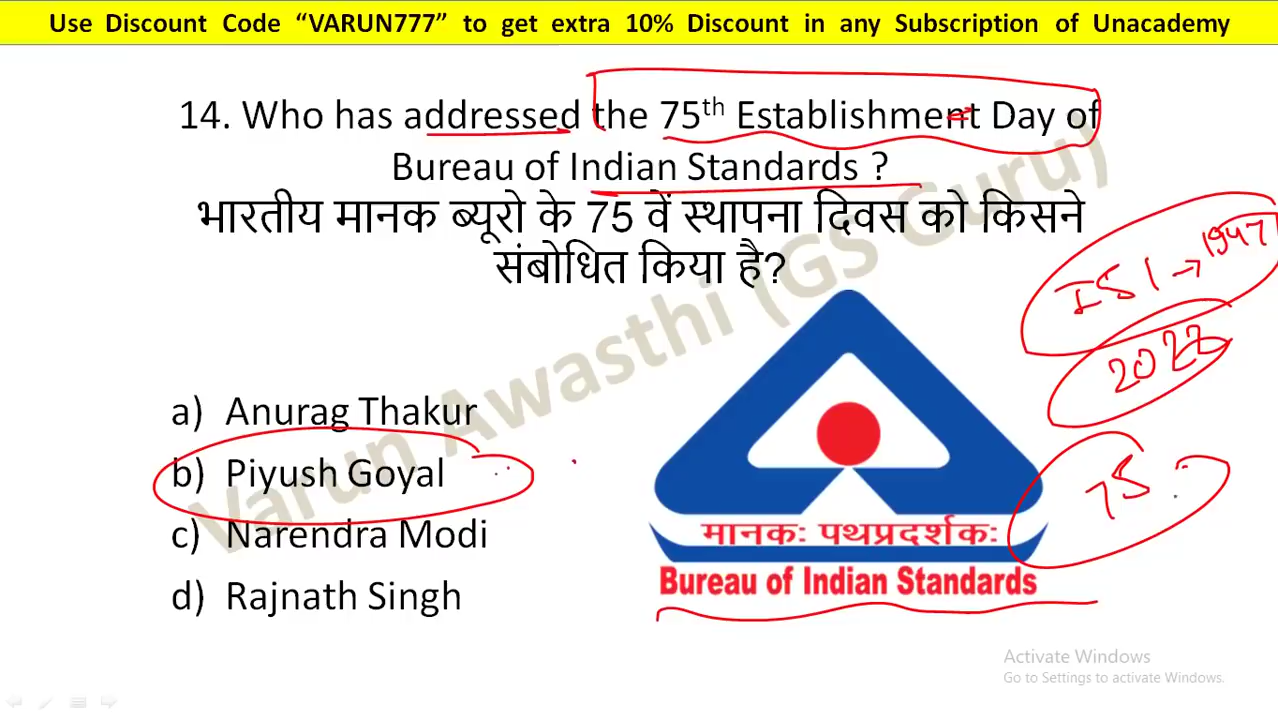 Use Discount Code “VARUN777” to get extra 10% Discount in any Subscription of Unacademy
14. Who has addressed the 75th Establishment Day of
Bureau of Indian Standards ?
भारतीय मानक ब्यूरो के 75 वें स्थापना दिवस को किसने
संबोधित किया है?
ISI → 1947
2022
75
a) Anurag Thakur
b) Piyush Goyal
c) Narendra Modi
d) Rajnath Singh
Varun Awasthi (GS Guru)
मानक: पथप्रदर्शक:
Bureau of Indian Standards
Activate Windows
Go to Settings to activate Windows.